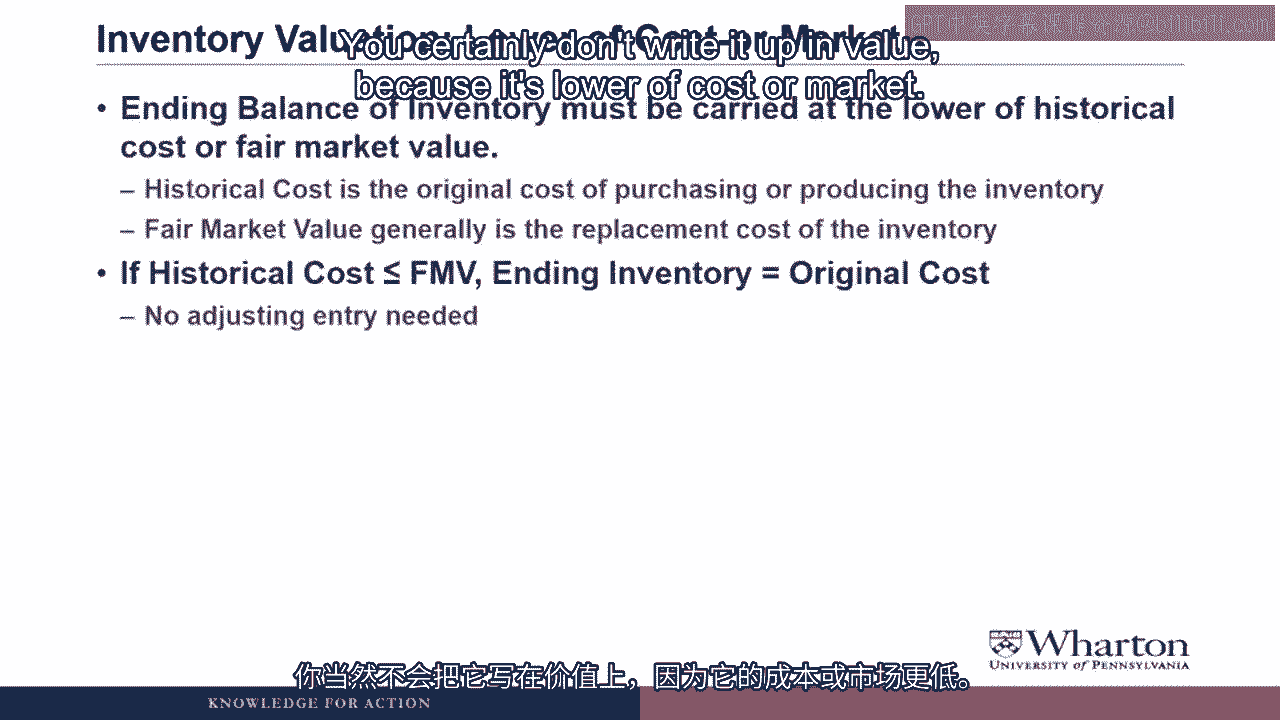 Inventory Valuation: Lower of Cost or Market
You certainly don't write it up in value,
because it's lower of cost or market.
• Ending Balance of Inventory must be carried at the lower of historical
cost or fair market value.
– Historical Cost is the original cost of purchasing or producing the inventory
– Fair Market Value generally is the replacement cost of the inventory
• If Historical Cost ≤ FMV, Ending Inventory = Original Cost
– No adjusting entry needed
Wharton
UNIVERSITY of PENNSYLVANIA
你当然不会把它写在价值上，因为它的成本或市场更低。
KNOWLEDGE FOR ACTION